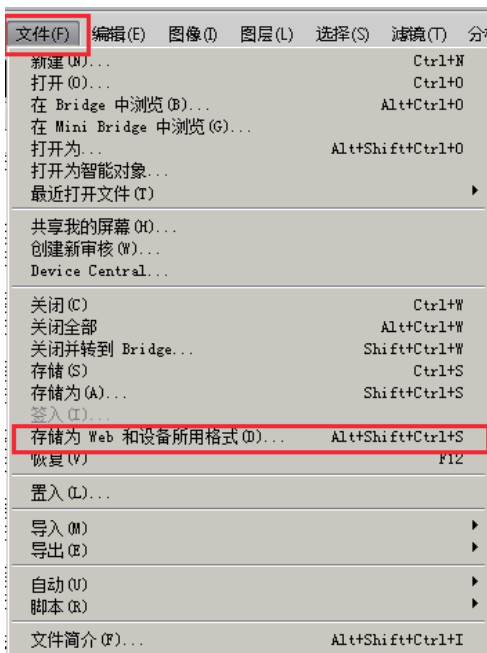 文件(F) 编辑(E) 图像(I) 图层(L) 选择(S) 滤镜(T) 分
新建(N)... Ctrl+N
打开(O)... Ctrl+O
在 Bridge 中浏览(B)... Alt+Ctrl+O
在 Mini Bridge 中浏览(G)...
打开为... Alt+Shift+Ctrl+O
打开为智能对象...
最近打开文件(T)
共享我的屏幕(H)...
创建新审核(W)...
Device Central...
关闭(C) Ctrl+W
关闭全部 Alt+Ctrl+W
关闭并转到 Bridge... Shift+Ctrl+W
存储(S) Ctrl+S
存储为(A)... Shift+Ctrl+S
签入(I)...
存储为 Web 和设备所用格式(D)... Alt+Shift+Ctrl+S
恢复(V) F12
置入(L)...
导入(M)
导出(E)
自动(U)
脚本(R)
文件简介(F)... Alt+Shift+Ctrl+I